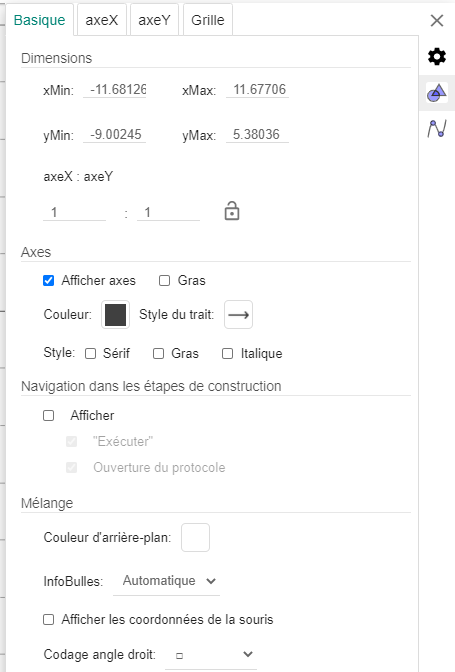 Basique axeX axeY Grille
Dimensions
xMin: -11.68126 xMax: 11.67706
yMin: -9.00245 yMax: 5.38036
axeX : axeY
1 : 1
Axes
Afficher axes Gras
Couleur: Style du trait:
Style: Sérif Gras Italique
Navigation dans les étapes de construction
Afficher
"Exécuter"
Ouverture du protocole
Mélange
Couleur d'arrière-plan:
InfoBulles: Automatique
Afficher les coordonnées de la souris
Codage angle droit: □